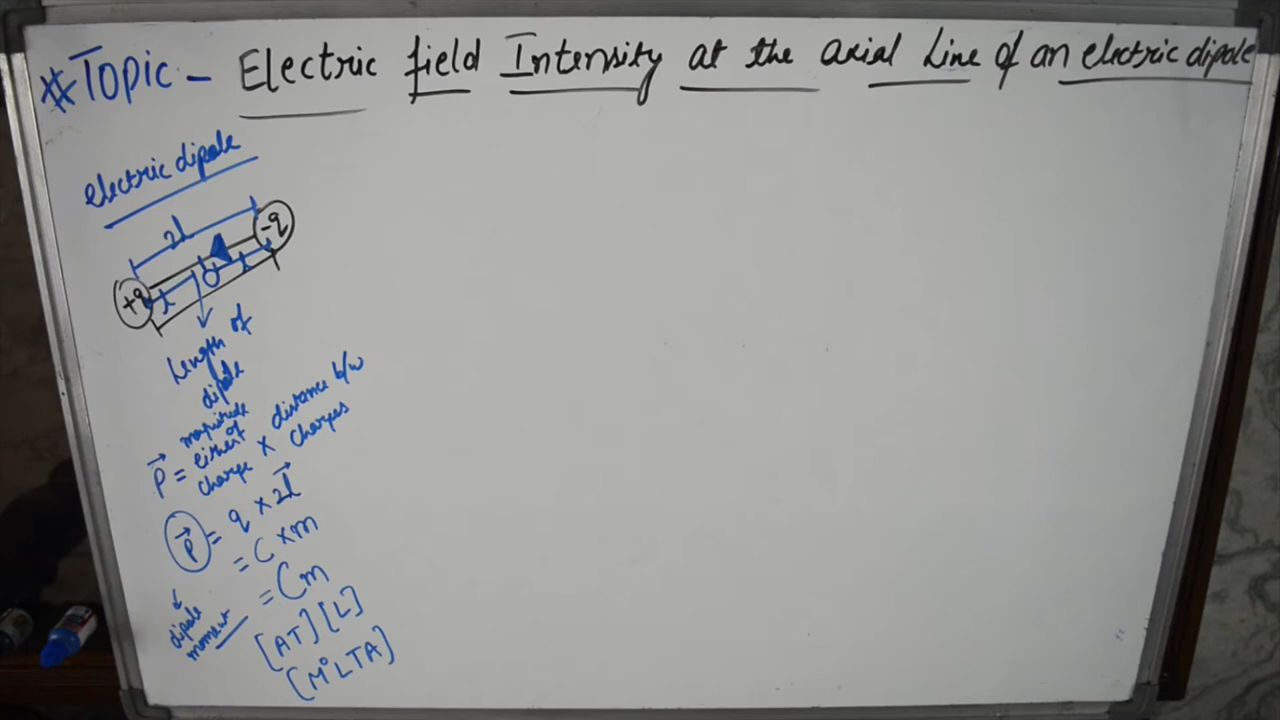 #Topic - Electric field Intensity at the axial Line of an electric dipole
electric dipole
2l
+q -q
l O l
Length of
dipole
P⃗ = magnitude of either charge × distance b/w charges
P⃗ = q × 2l⃗
= C × m
= Cm
dipole
moment
[AT][L]
[M°LTA]